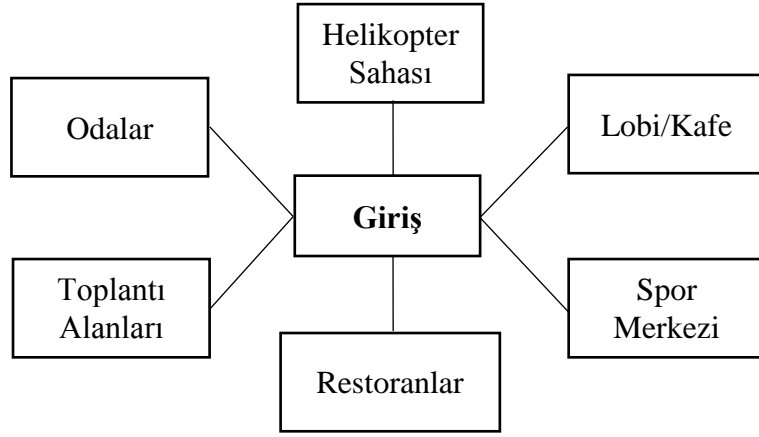 Helikopter
Sahası
Odalar
Lobi/Kafe
Giriş
Toplantı
Alanları
Spor
Merkezi
Restoranlar